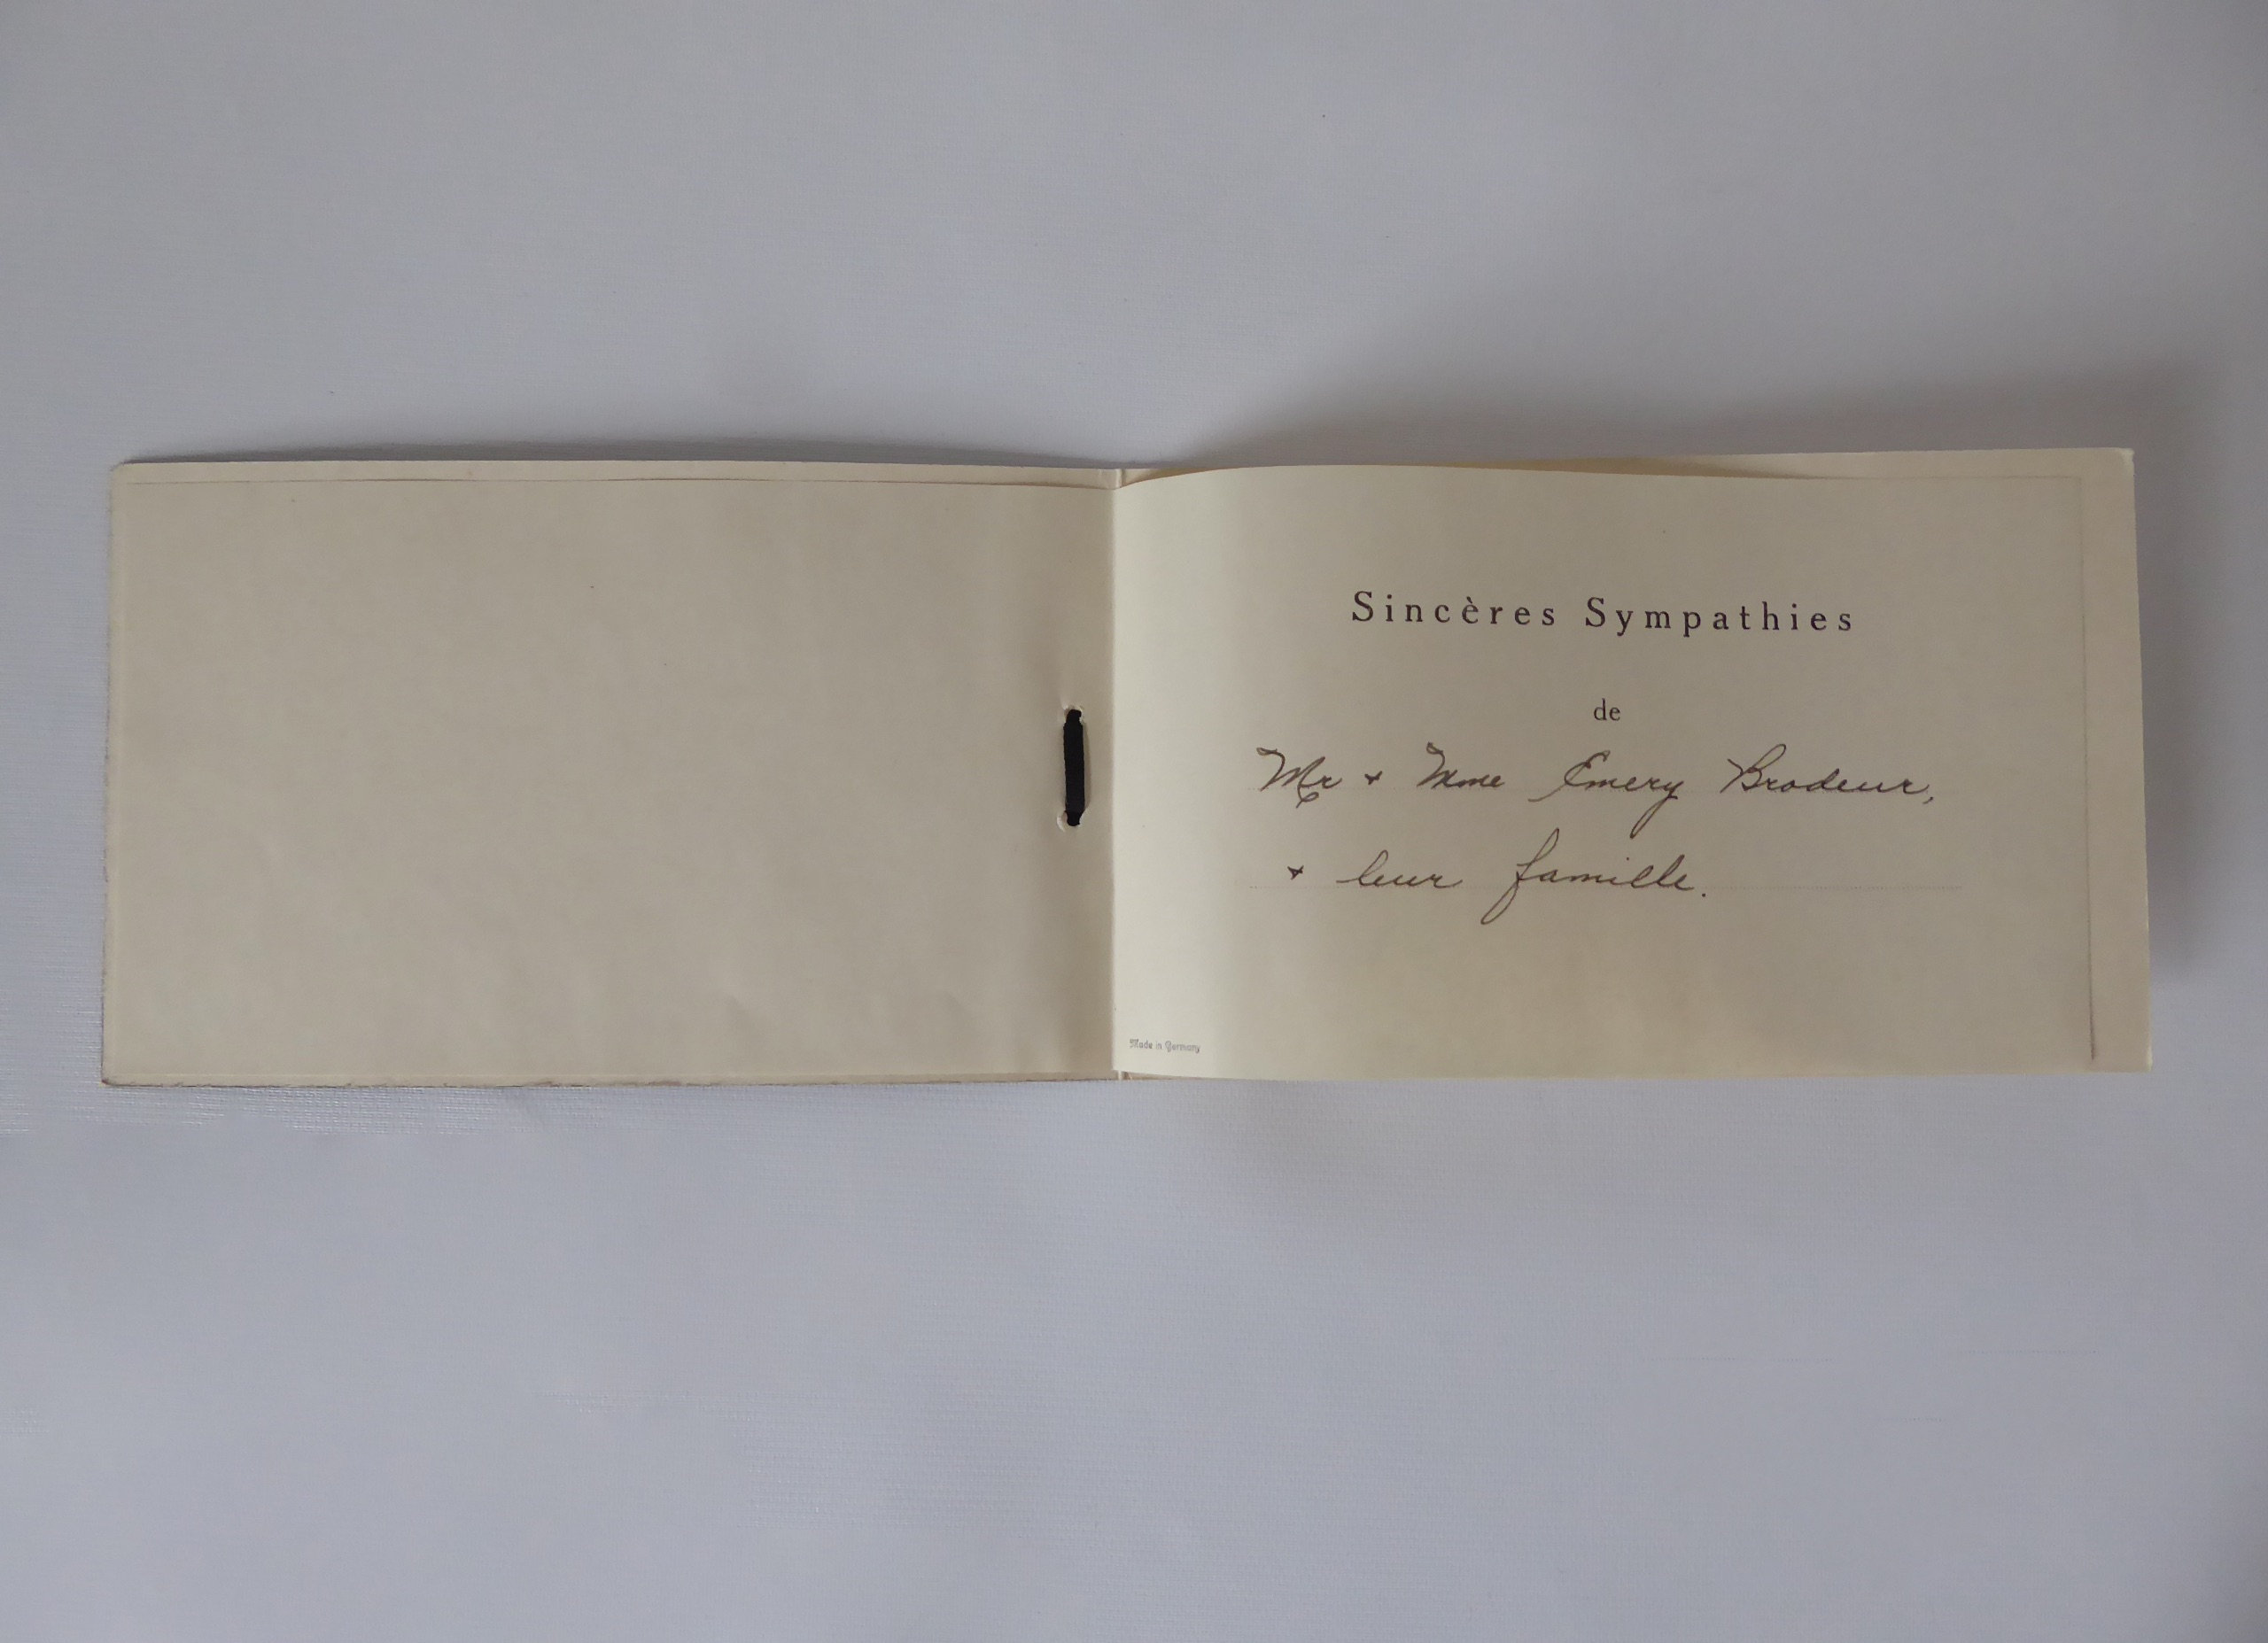 Sincères Sympathies
de
Mr + Mme Emery Brodeur,
+ leur famille.
Made in Germany